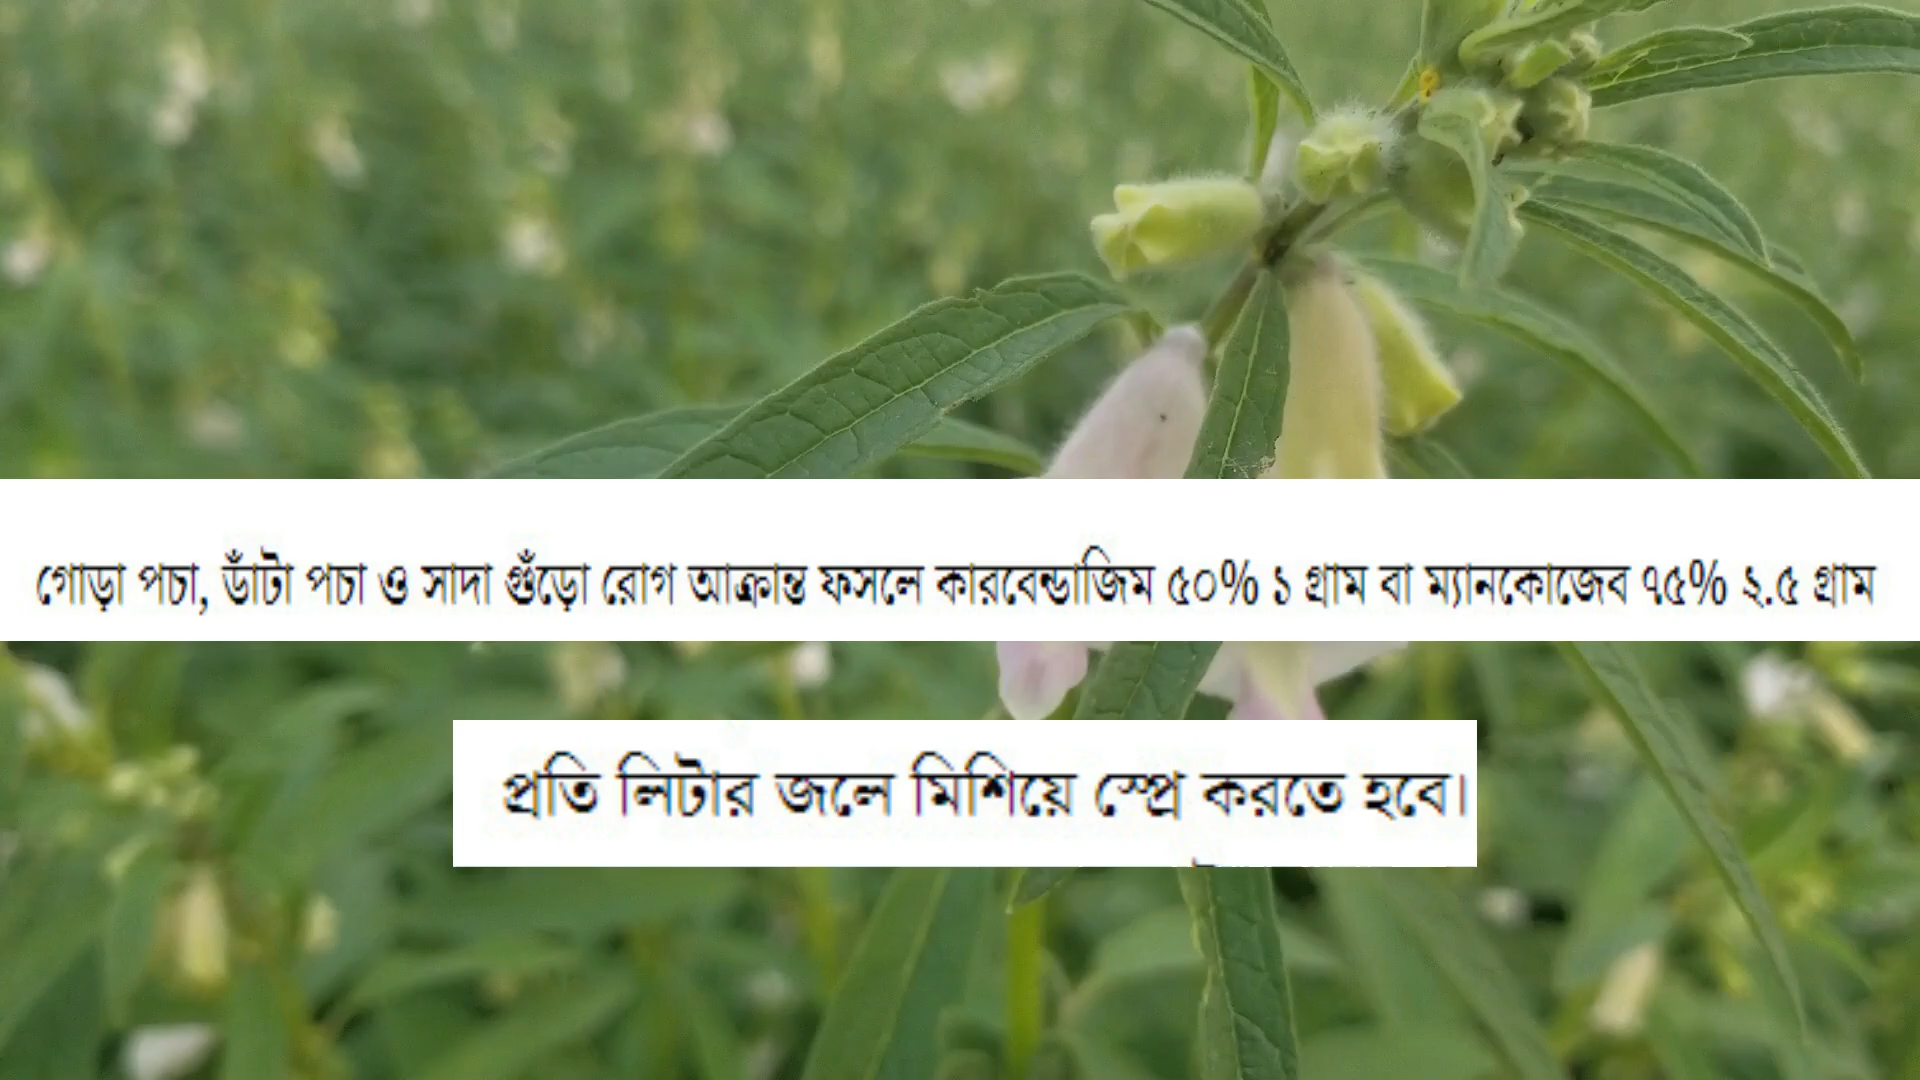 গোড়া পচা, ডাঁটা পচা ও সাদা গুঁড়ো রোগ আক্রান্ত ফসলে কারবেন্ডাজিম ৫০% ১ গ্রাম বা ম্যানকোজেব ৭৫% ২.৫ গ্রাম
প্রতি লিটার জলে মিশিয়ে স্প্রে করতে হবে।